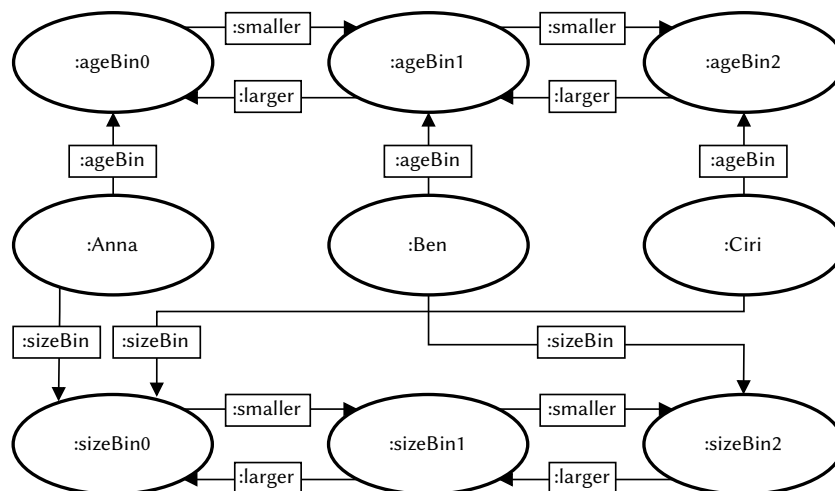 :smaller :smaller
:ageBin0 :ageBin1 :ageBin2
:larger :larger
:ageBin :ageBin :ageBin
:Anna :Ben :Ciri
:sizeBin :sizeBin :sizeBin
:smaller :smaller
:sizeBin0 :sizeBin1 :sizeBin2
:larger :larger